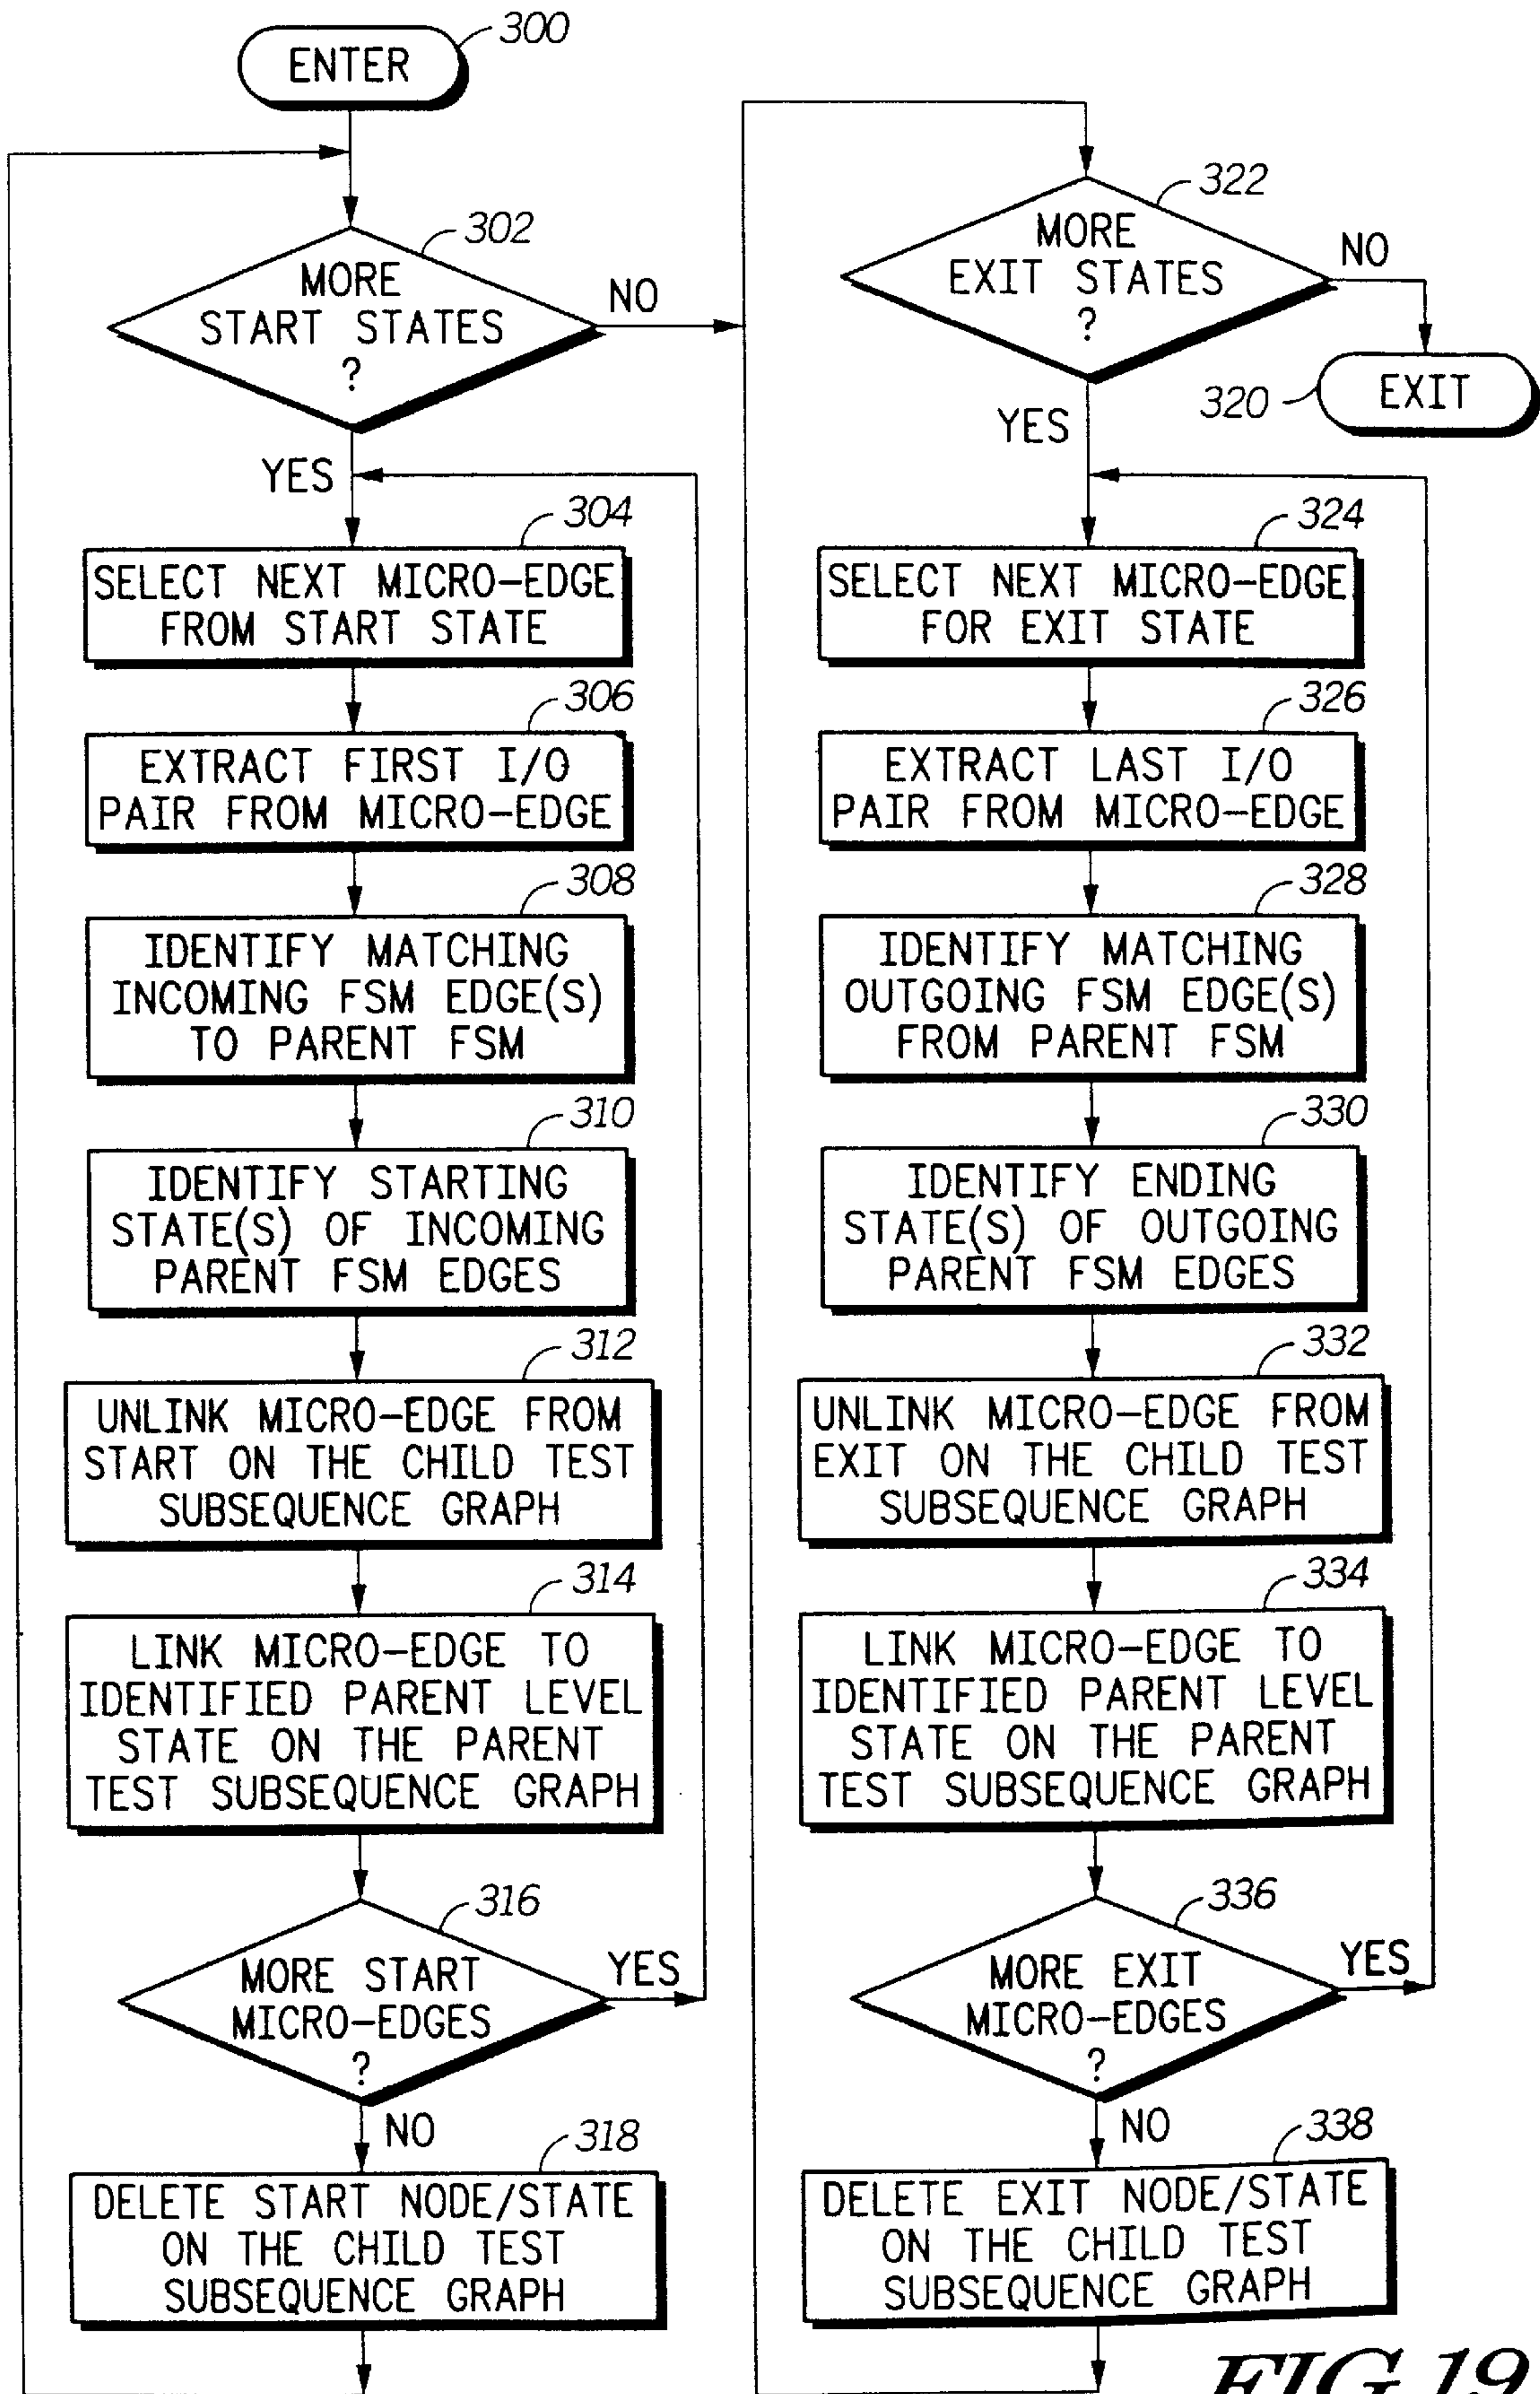 300
ENTER
302
MORE
START STATES
?
NO
YES
304
SELECT NEXT MICRO-EDGE
FROM START STATE
306
EXTRACT FIRST I/O
PAIR FROM MICRO-EDGE
308
IDENTIFY MATCHING
INCOMING FSM EDGE(S)
TO PARENT FSM
310
IDENTIFY STARTING
STATE(S) OF INCOMING
PARENT FSM EDGES
312
UNLINK MICRO-EDGE FROM
START ON THE CHILD TEST
SUBSEQUENCE GRAPH
314
LINK MICRO-EDGE TO
IDENTIFIED PARENT LEVEL
STATE ON THE PARENT
TEST SUBSEQUENCE GRAPH
316
MORE START
MICRO-EDGES
?
YES
NO
318
DELETE START NODE/STATE
ON THE CHILD TEST
SUBSEQUENCE GRAPH
322
MORE
EXIT STATES
?
NO
320
EXIT
YES
324
SELECT NEXT MICRO-EDGE
FOR EXIT STATE
326
EXTRACT LAST I/O
PAIR FROM MICRO-EDGE
328
IDENTIFY MATCHING
OUTGOING FSM EDGE(S)
FROM PARENT FSM
330
IDENTIFY ENDING
STATE(S) OF OUTGOING
PARENT FSM EDGES
332
UNLINK MICRO-EDGE FROM
EXIT ON THE CHILD TEST
SUBSEQUENCE GRAPH
334
LINK MICRO-EDGE TO
IDENTIFIED PARENT LEVEL
STATE ON THE PARENT
TEST SUBSEQUENCE GRAPH
336
MORE EXIT
MICRO-EDGES
?
YES
NO
338
DELETE EXIT NODE/STATE
ON THE CHILD TEST
SUBSEQUENCE GRAPH
FIG.19